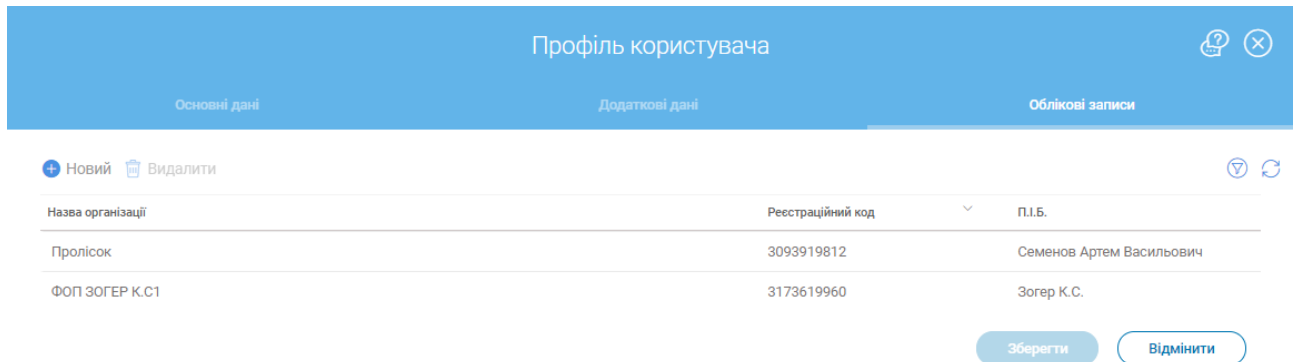 Профіль користувача
Основні дані Додаткові дані Облікові записи
Новий Видалити
Назва організації Реєстраційний код П.І.Б.
Пролісок 3093919812 Семенов Артем Васильович
ФОП ЗОГЕР К.С1 3173619960 Зогер К.С.
Зберегти Відмінити